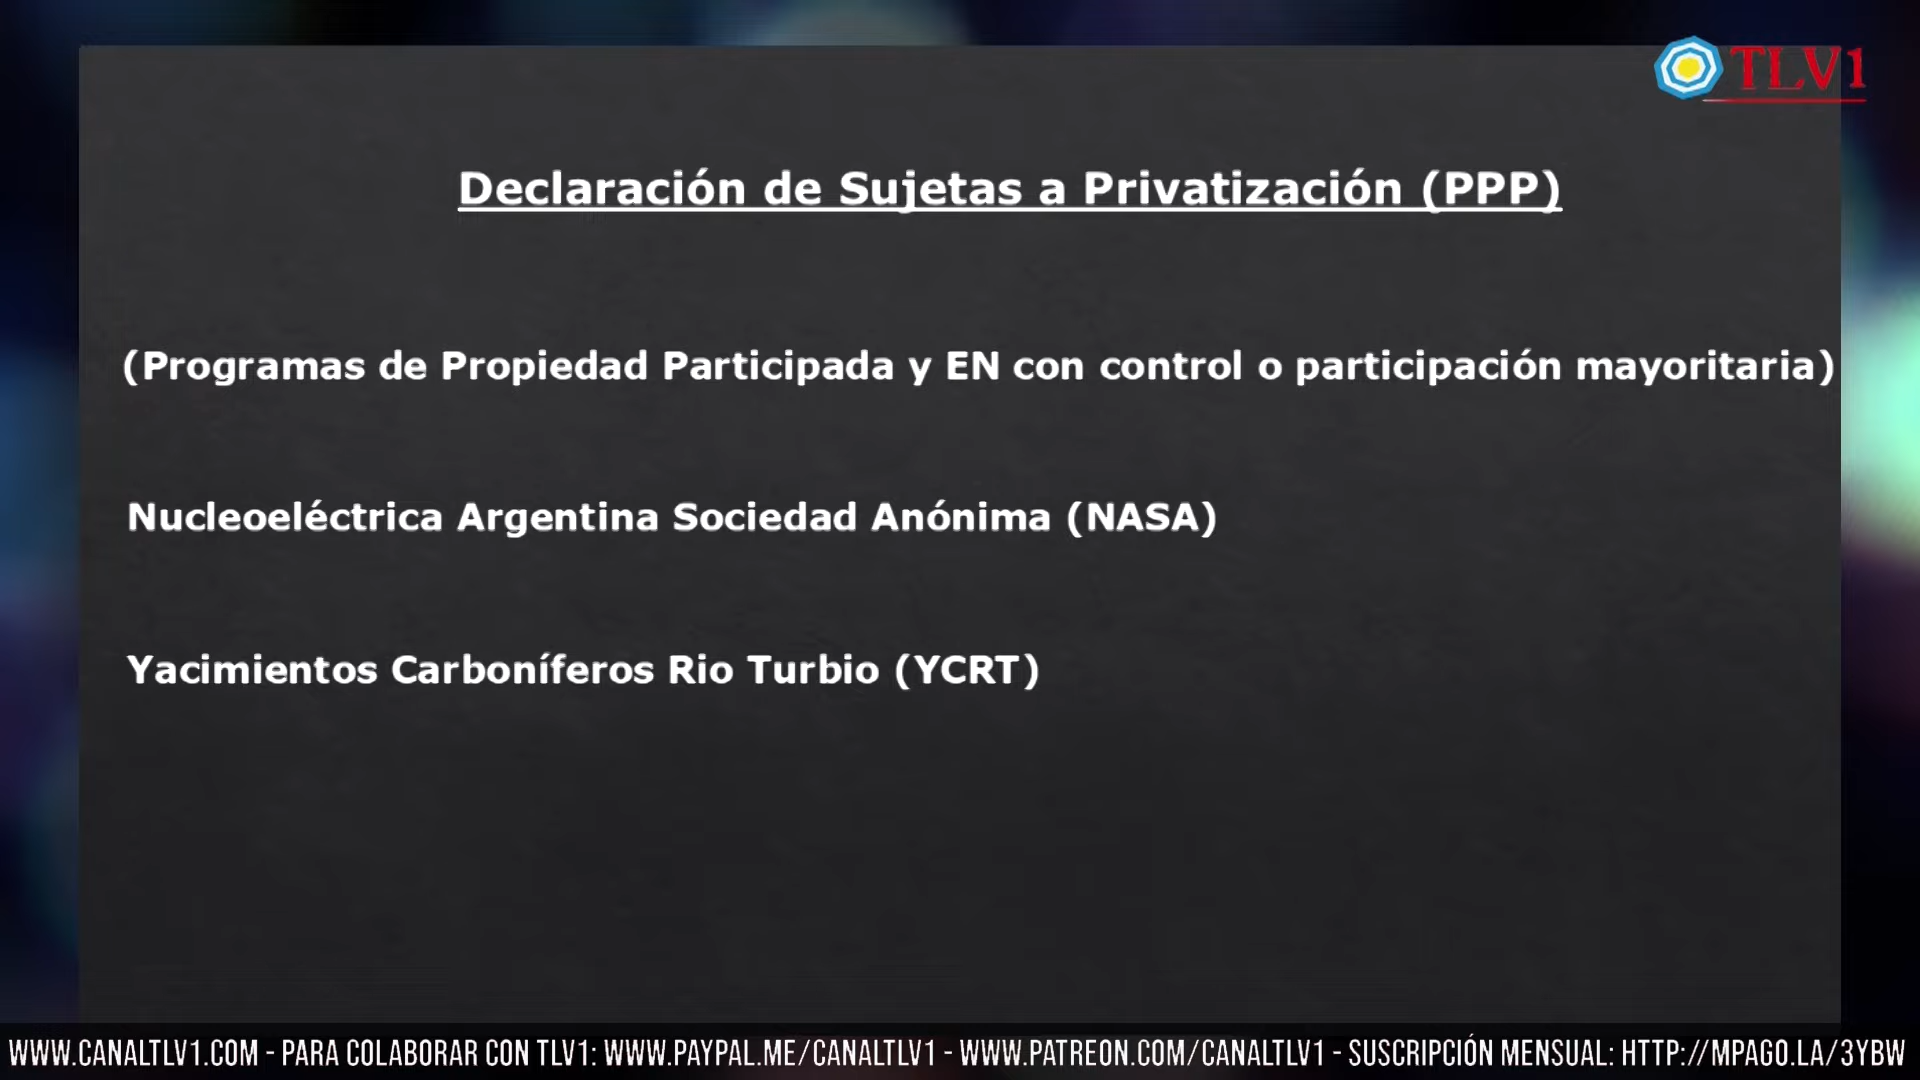 TLV1
Declaración de Sujetas a Privatización (PPP)
(Programas de Propiedad Participada y EN con control o participación mayoritaria)
Nucleoeléctrica Argentina Sociedad Anónima (NASA)
Yacimientos Carboníferos Rio Turbio (YCRT)
WWW.CANALTLV1.COM - PARA COLABORAR CON TLV1: WWW.PAYPAL.ME/CANALTLV1 - WWW.PATREON.COM/CANALTLV1 - SUSCRIPCIÓN MENSUAL: HTTP://MPAGO.LA/3YBW